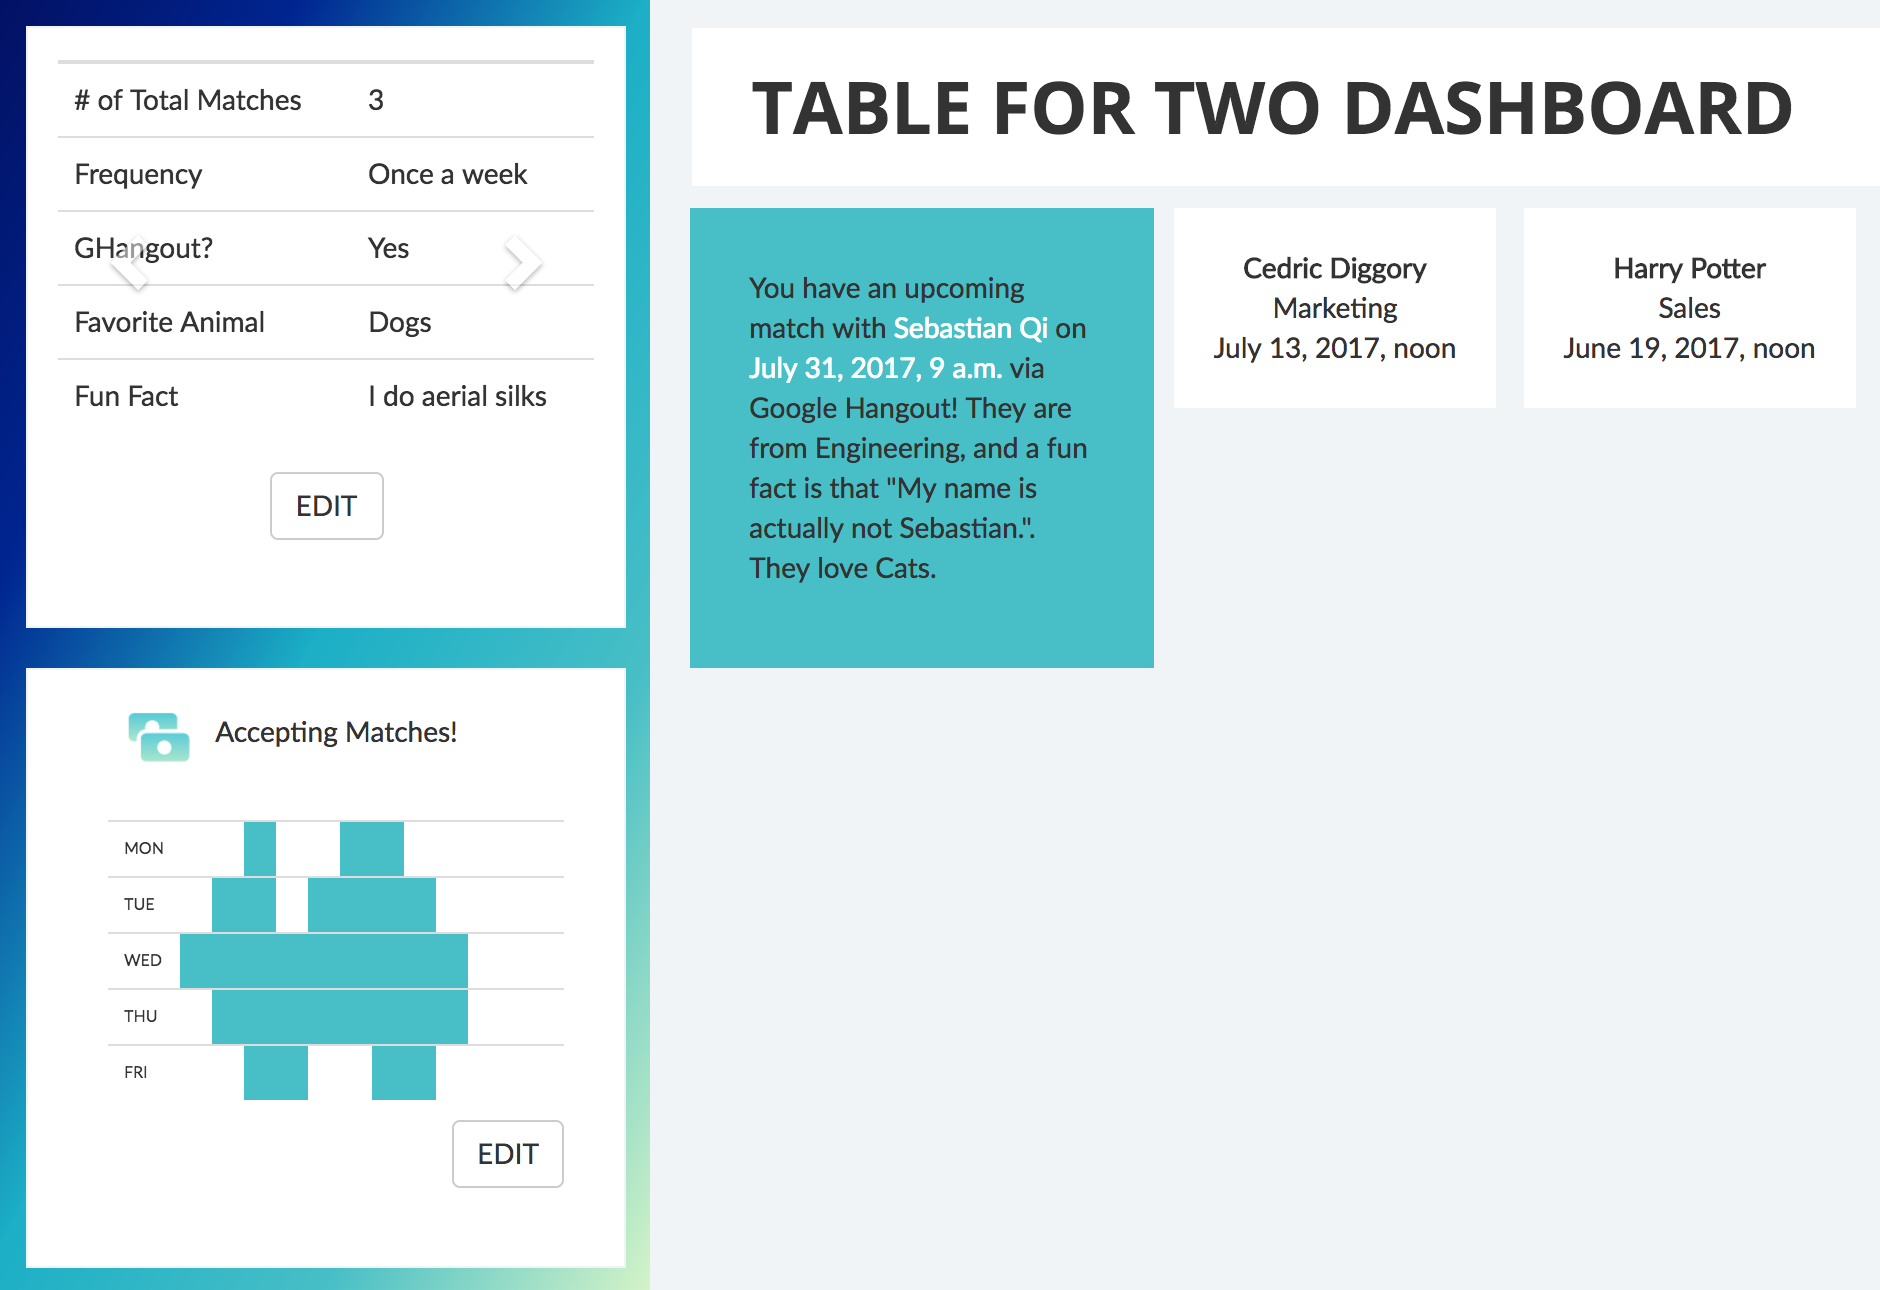 # of Total Matches 3
Frequency Once a week
GHangout? Yes
Favorite Animal Dogs
Fun Fact I do aerial silks
EDIT
Accepting Matches!
MON
TUE
WED
THU
FRI
EDIT
TABLE FOR TWO DASHBOARD
You have an upcoming
match with Sebastian Qi on
July 31, 2017, 9 a.m. via
Google Hangout! They are
from Engineering, and a fun
fact is that "My name is
actually not Sebastian.".
They love Cats.
Cedric Diggory
Marketing
July 13, 2017, noon
Harry Potter
Sales
June 19, 2017, noon